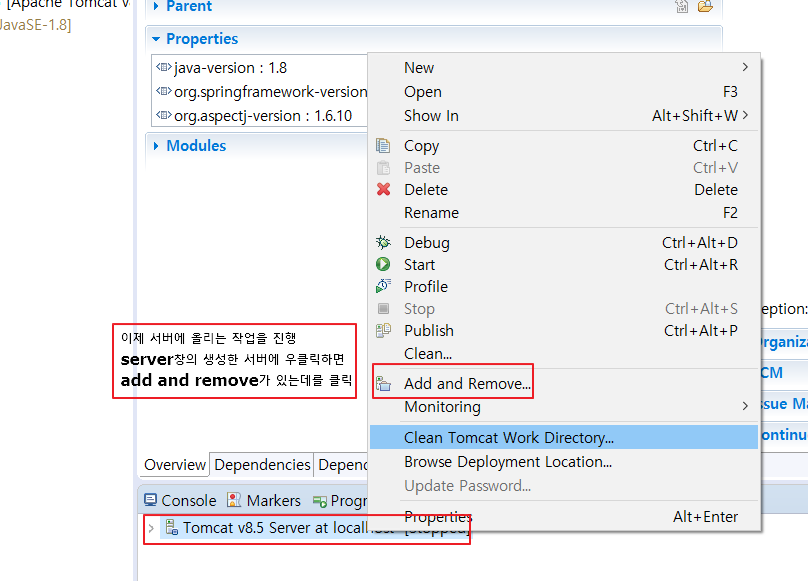 [Apache Tomcat v
JavaSE-1.8]
Parent
Properties
java-version : 1.8
org.springframework-version
org.aspectj-version : 1.6.10
Modules
New
Open F3
Show In Alt+Shift+W
Copy Ctrl+C
Paste Ctrl+V
Delete Delete
Rename F2
Debug Ctrl+Alt+D
Start Ctrl+Alt+R
Profile
Stop Ctrl+Alt+S
Publish Ctrl+Alt+P
Clean...
Add and Remove...
Monitoring
Clean Tomcat Work Directory...
Browse Deployment Location...
Update Password...
Properties Alt+Enter
이제 서버에 올리는 작업을 진행
server창의 생성한 서버에 우클릭하면
add and remove가 있는데를 클릭
eption:
Organiza
CM
ssue Ma
ontinu
Overview Dependencies Depend
Console Markers Progr
Tomcat v8.5 Server at localhost [Stopped]